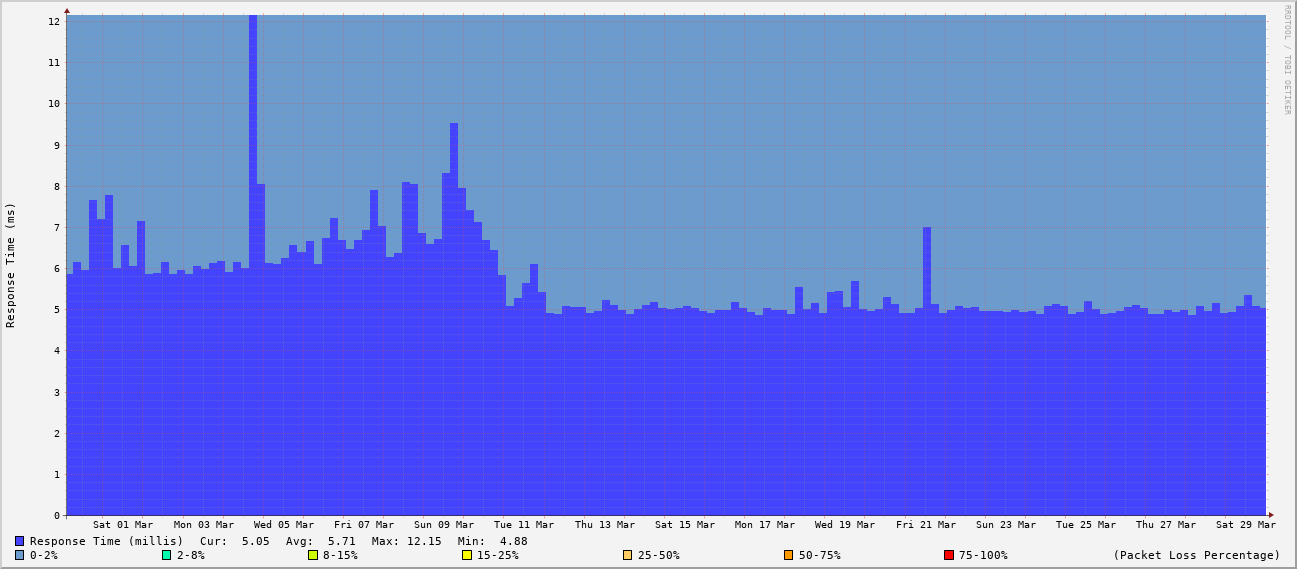 RRDTOOL / TOBI OETIKER
Response Time (ms)
12
11
10
9
8
7
6
5
4
3
2
1
0
Sat 01 Mar Mon 03 Mar Wed 05 Mar Fri 07 Mar Sun 09 Mar Tue 11 Mar Thu 13 Mar Sat 15 Mar Mon 17 Mar Wed 19 Mar Fri 21 Mar Sun 23 Mar Tue 25 Mar Thu 27 Mar Sat 29 Mar
Response Time (millis) Cur: 5.05 Avg: 5.71 Max: 12.15 Min: 4.88
0-2% 2-8% 8-15% 15-25% 25-50% 50-75% 75-100% (Packet Loss Percentage)